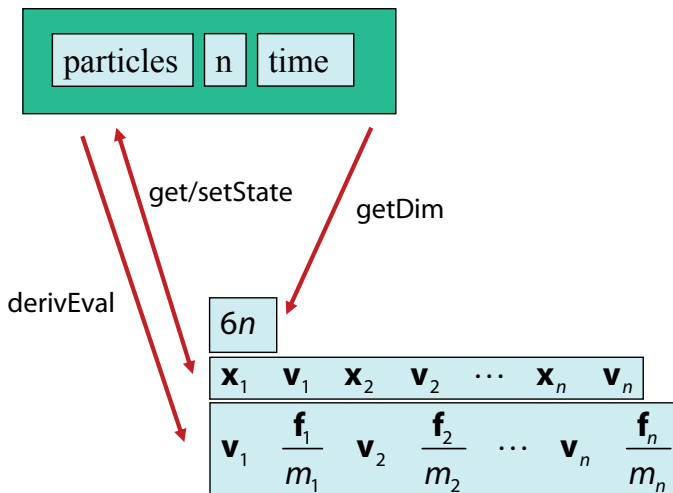 particles n time
get/setState
getDim
derivEval
6n
x₁ v₁ x₂ v₂ ⋯ xₙ vₙ
v₁ f₁/m₁ v₂ f₂/m₂ ⋯ vₙ fₙ/mₙ